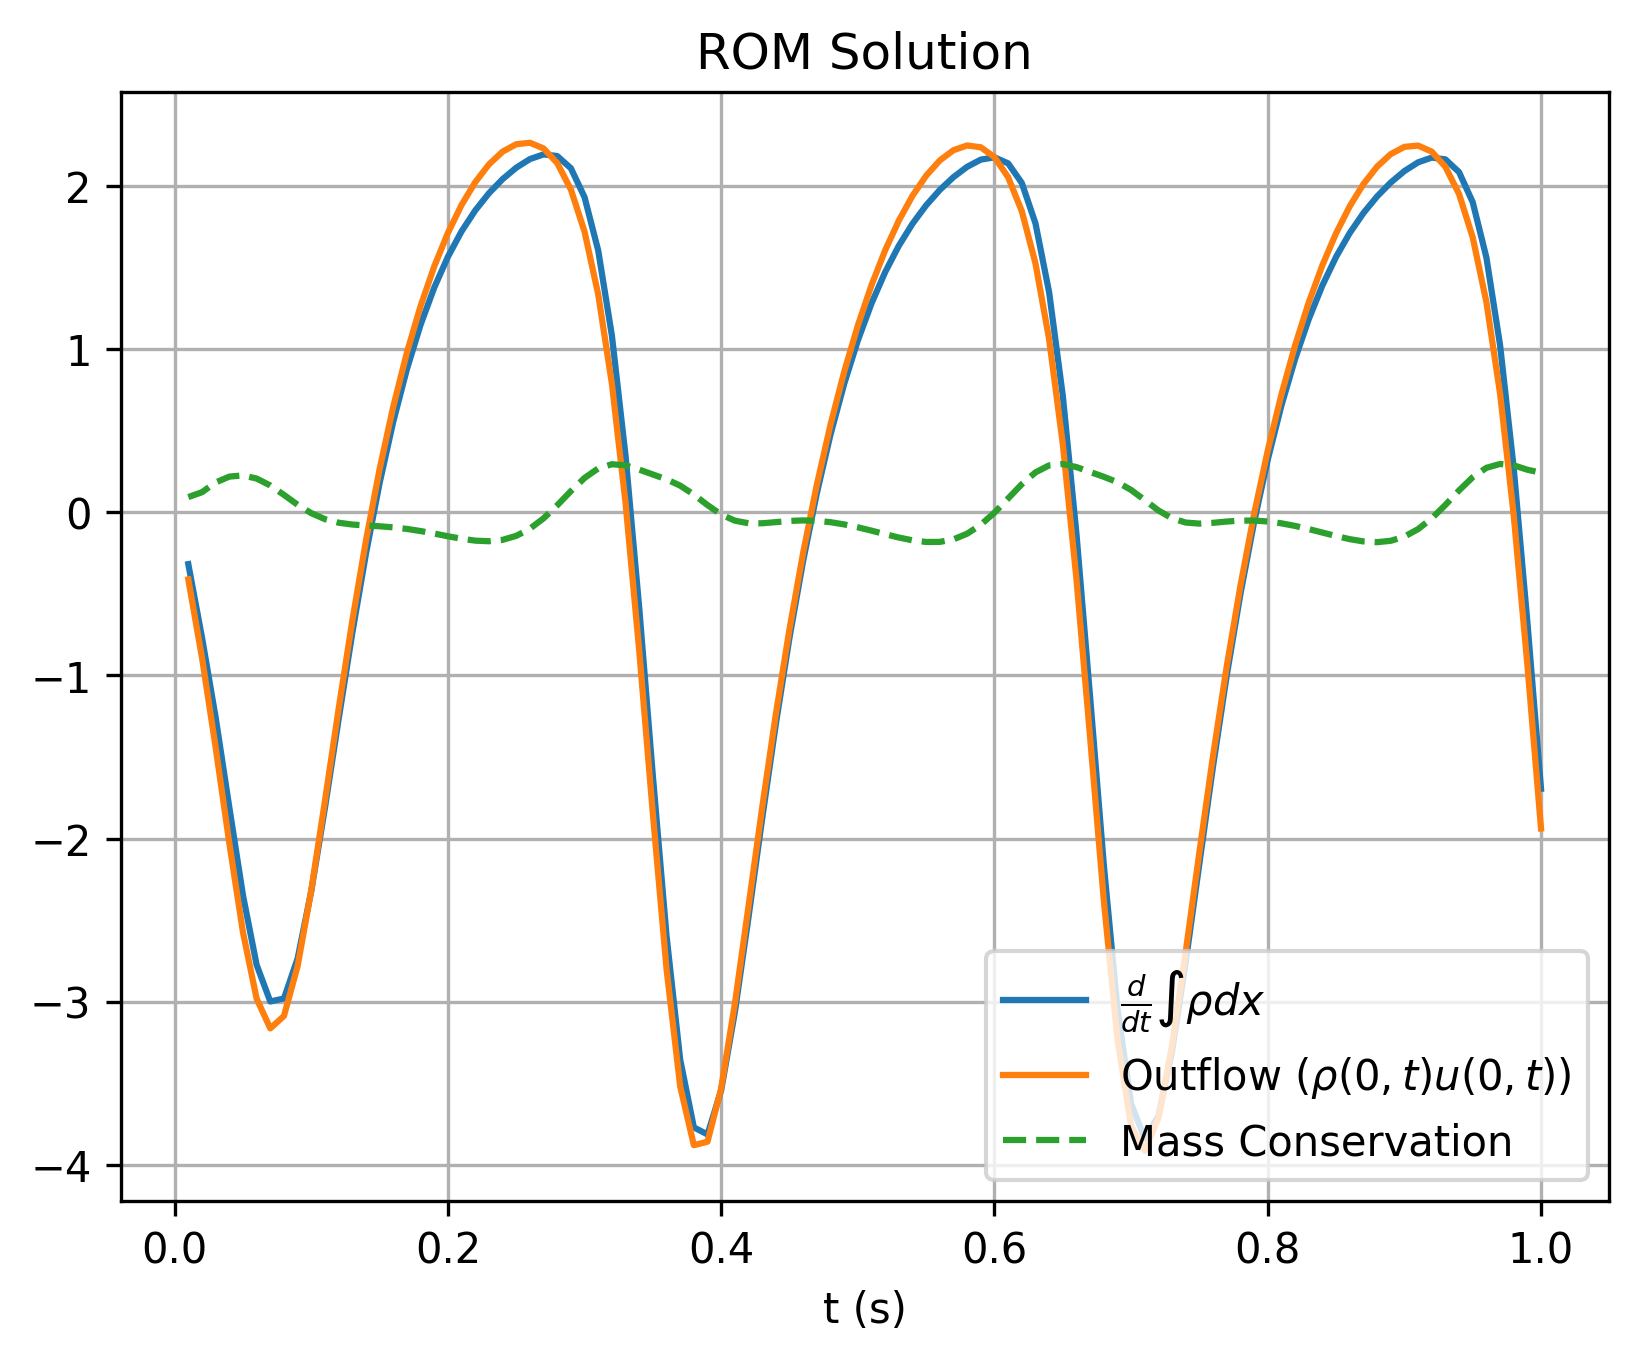 ROM Solution
2
1
0
−1
−2
−3
−4
0.0 0.2 0.4 0.6 0.8 1.0
t (s)
d/dt ∫ρdx
Outflow (ρ(0, t)u(0, t))
Mass Conservation